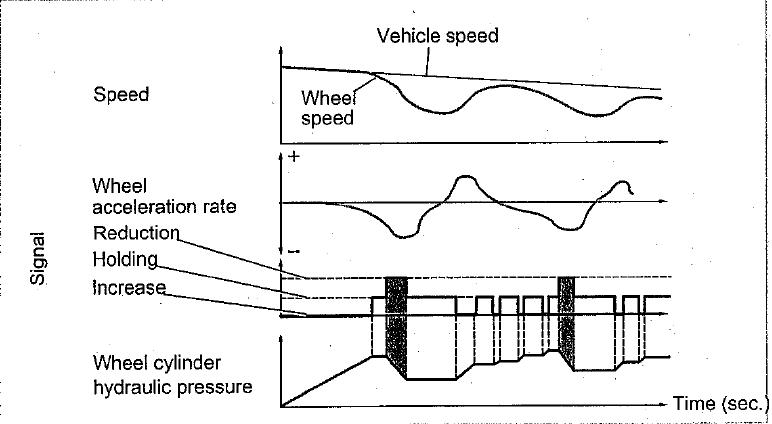 Vehicle speed
Speed
Wheel
speed
+
Wheel
acceleration rate
Reduction
-
Holding
Signal
Increase
Wheel cylinder
hydraulic pressure
Time (sec.)